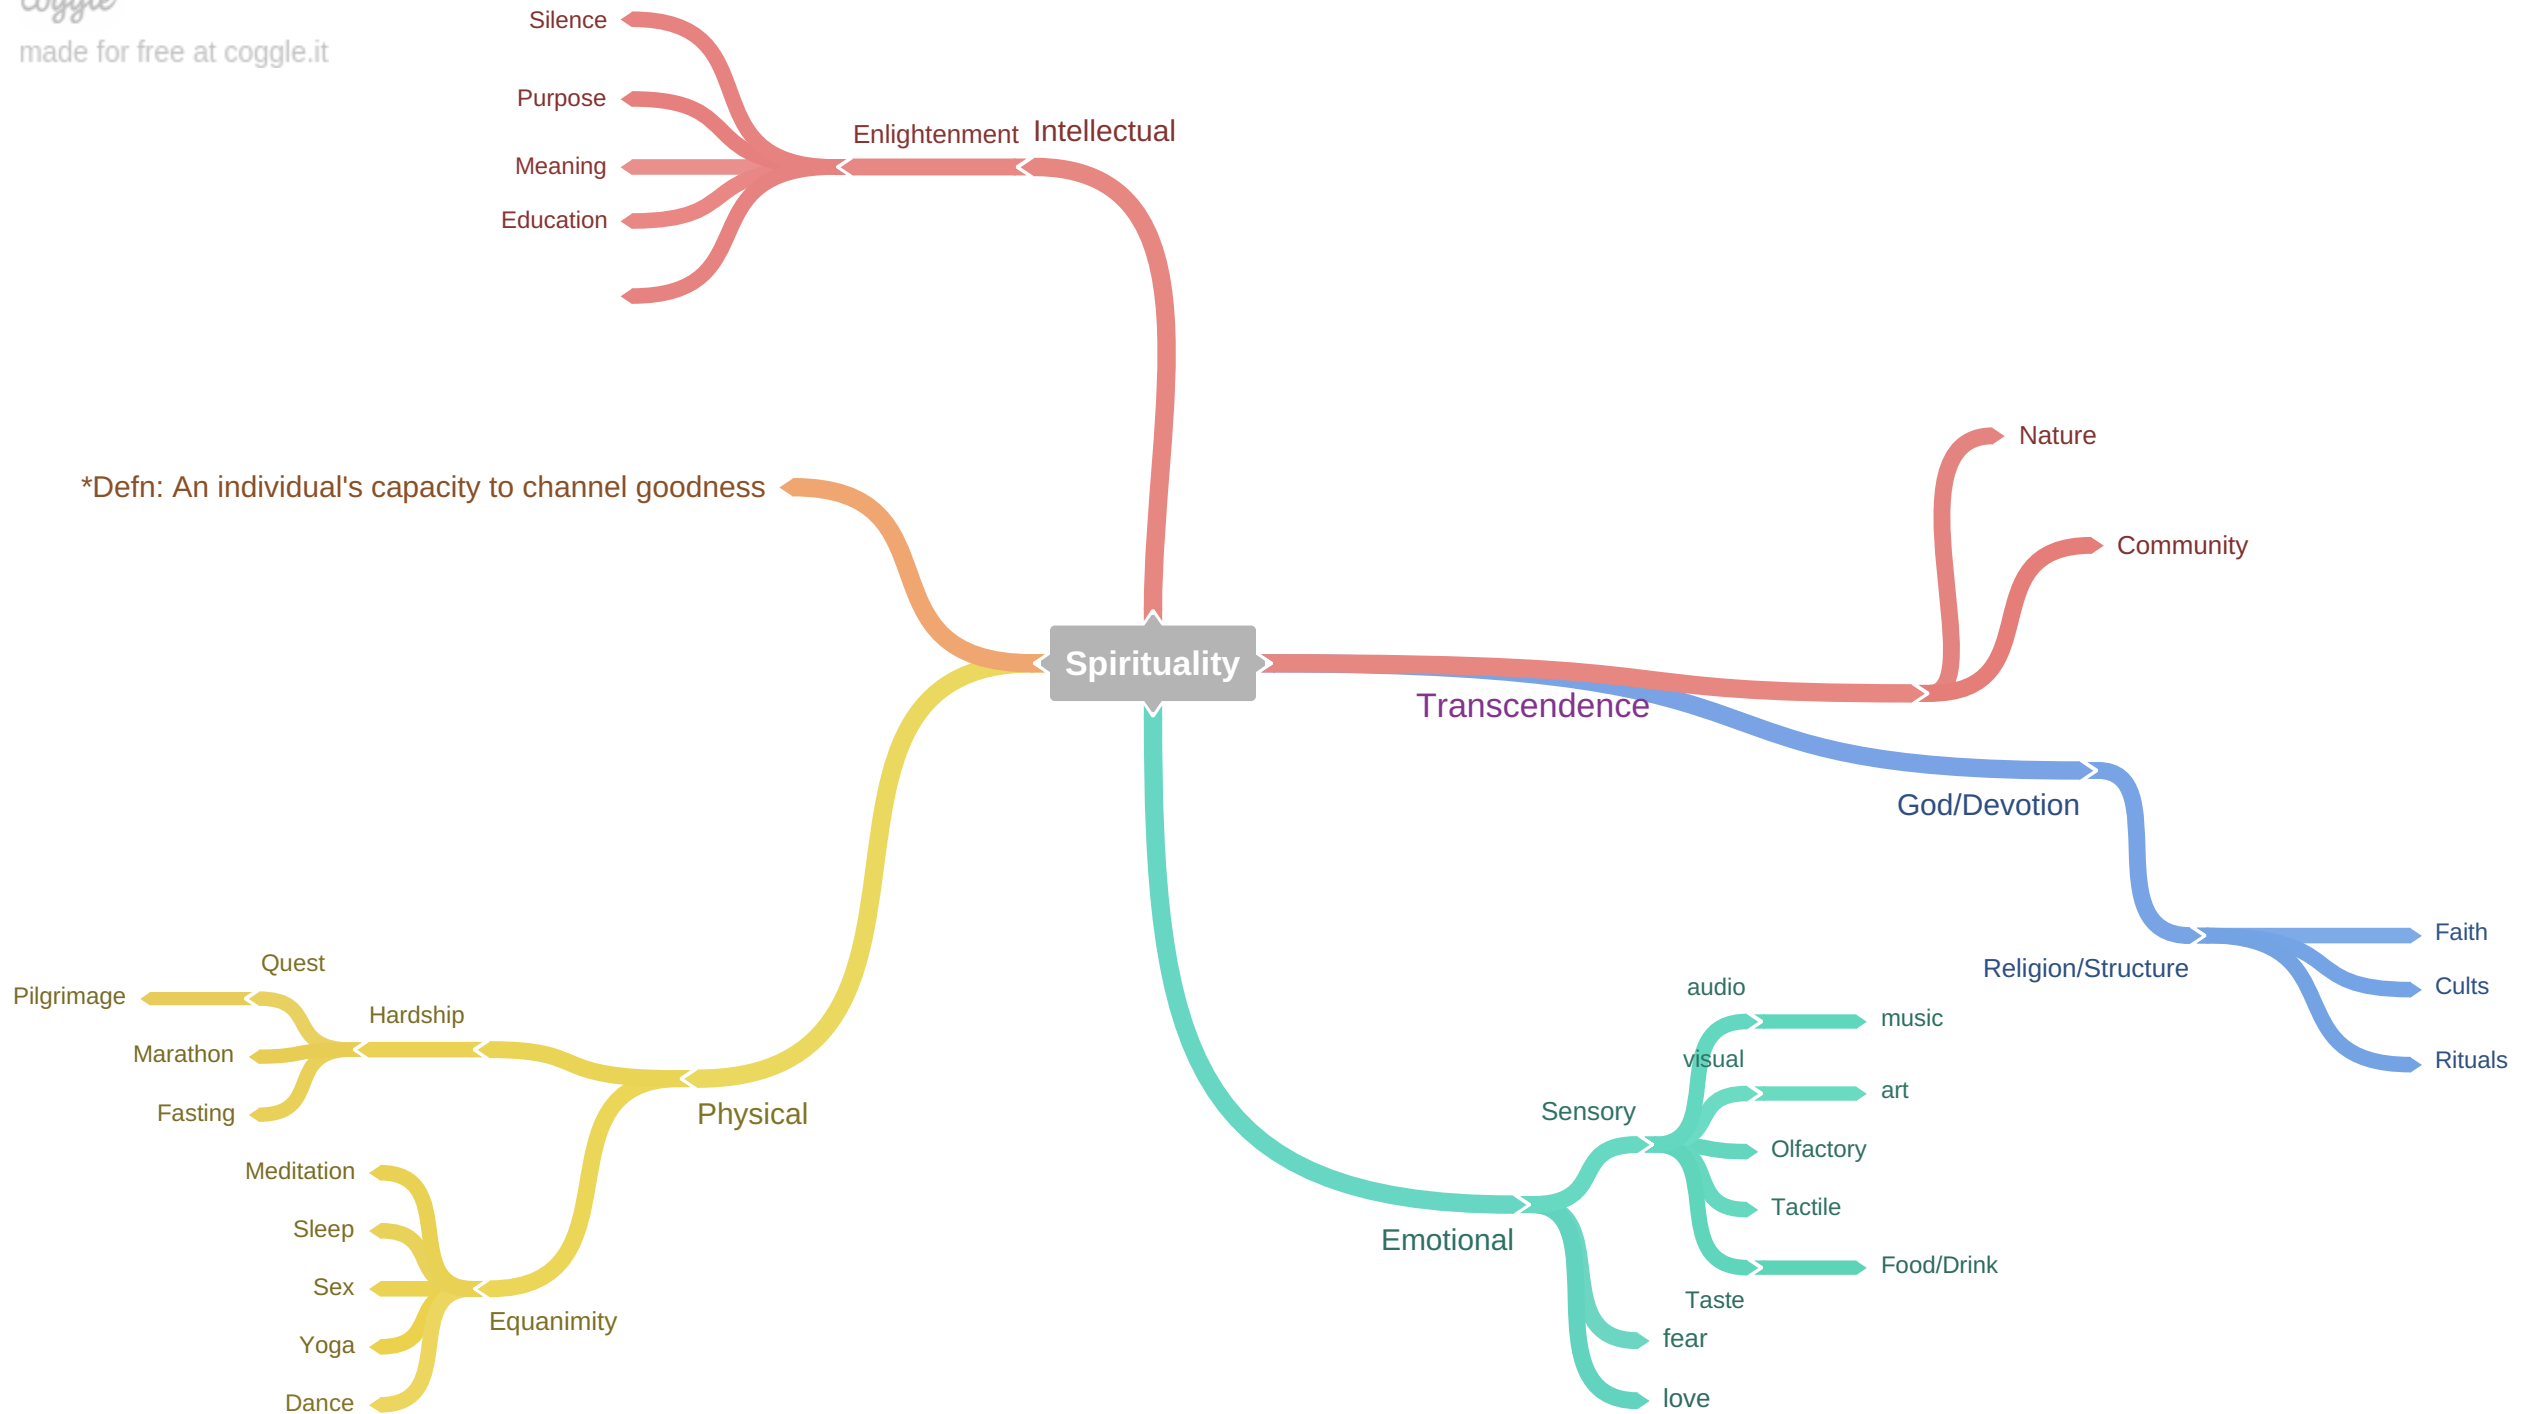 coggle
made for free at coggle.it
Silence
Purpose
Meaning
Education
Enlightenment
Intellectual
*Defn: An individual's capacity to channel goodness
Spirituality
Transcendence
Nature
Community
God/Devotion
Religion/Structure
Faith
Cults
Rituals
Physical
Hardship
Quest
Pilgrimage
Marathon
Fasting
Equanimity
Meditation
Sleep
Sex
Yoga
Dance
Emotional
Sensory
audio
music
visual
art
Olfactory
Tactile
Taste
Food/Drink
fear
love